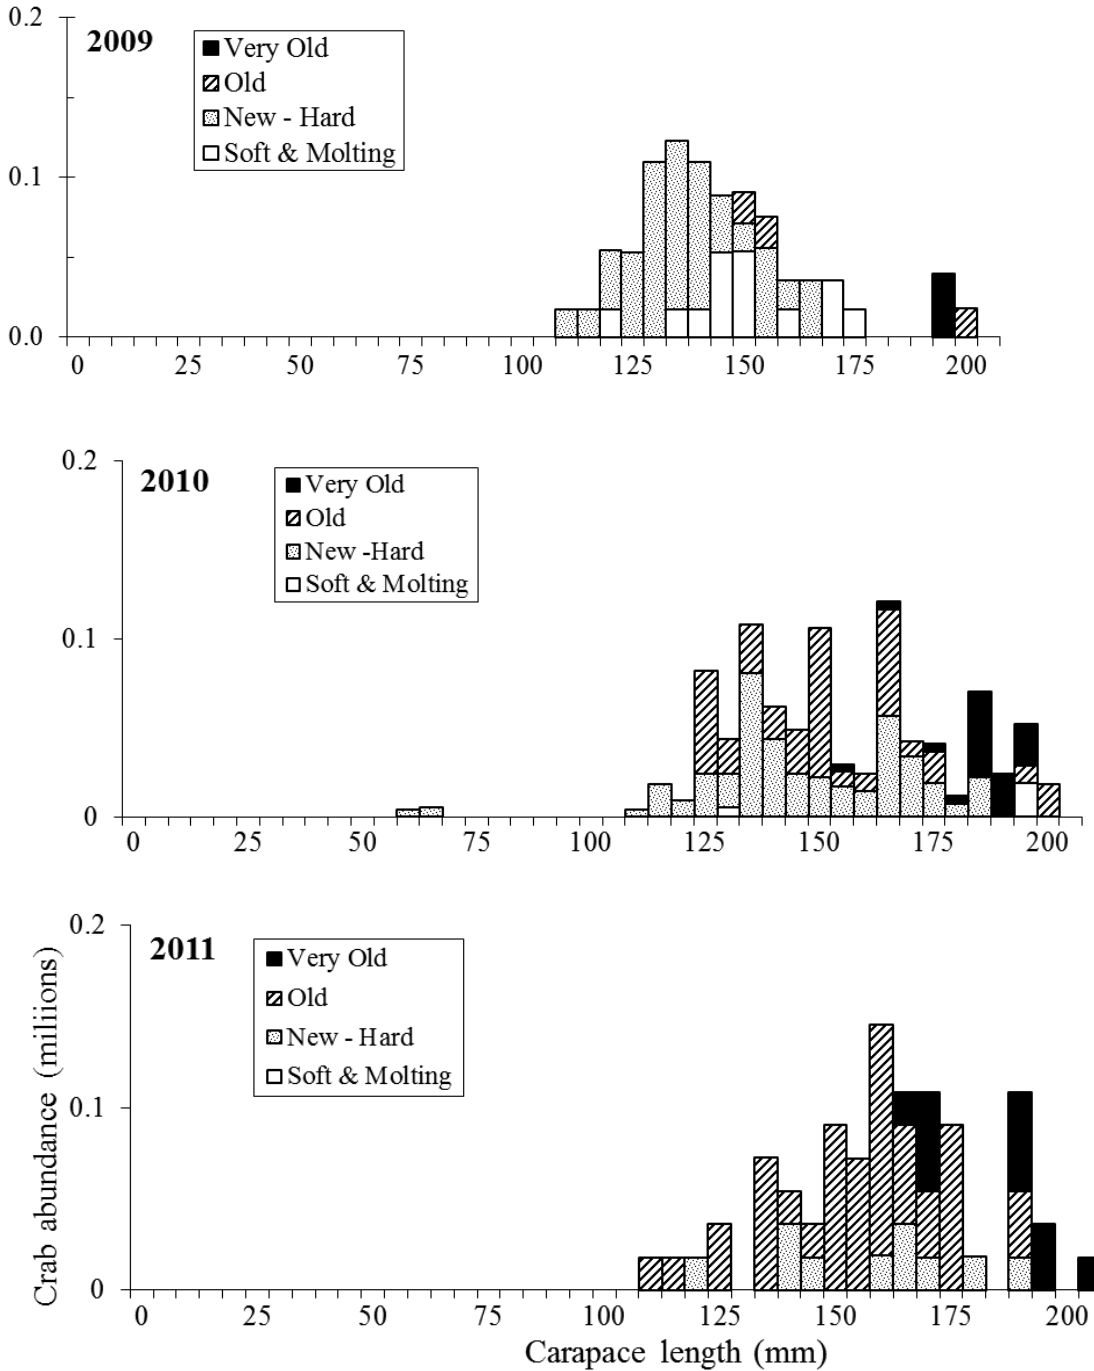 0.2
2009
Very Old
Old
New - Hard
Soft & Molting
0.1
0.0
0 25 50 75 100 125 150 175 200
0.2
2010
Very Old
Old
New -Hard
Soft & Molting
0.1
0
0 25 50 75 100 125 150 175 200
0.2
2011
Very Old
Old
New - Hard
Soft & Molting
0.1
0
Crab abundance (miliions)
0 25 50 75 100 125 150 175 200
Carapace length (mm)